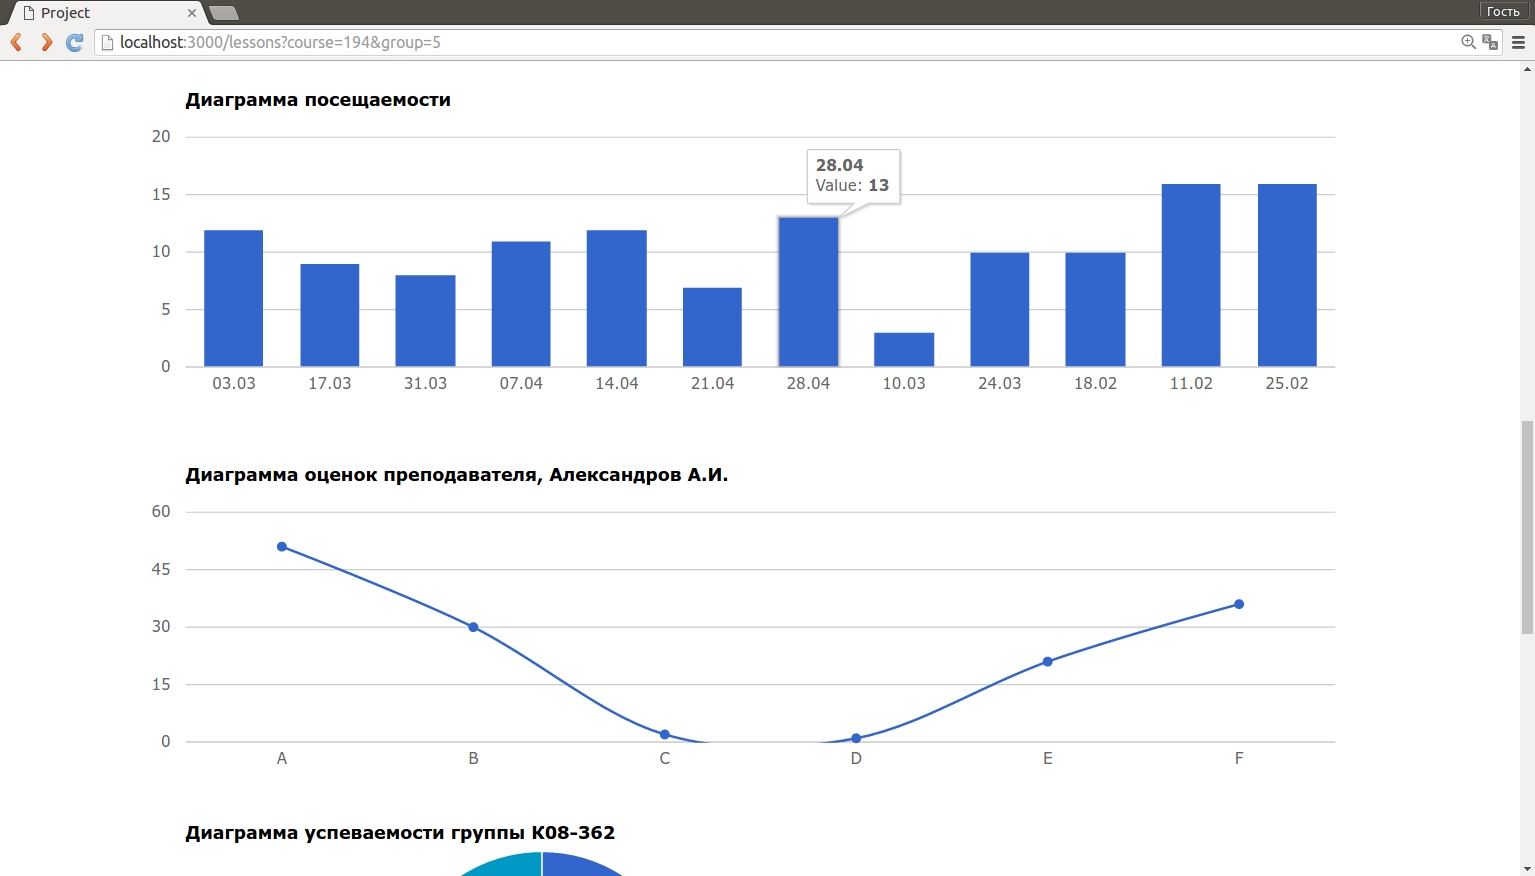 Project
Гость
localhost:3000/lessons?course=194&group=5
Диаграмма посещаемости
20
15
10
5
0
28.04
Value: 13
03.03 17.03 31.03 07.04 14.04 21.04 28.04 10.03 24.03 18.02 11.02 25.02
Диаграмма оценок преподавателя, Александров А.И.
60
45
30
15
0
A B C D E F
Диаграмма успеваемости группы К08-362